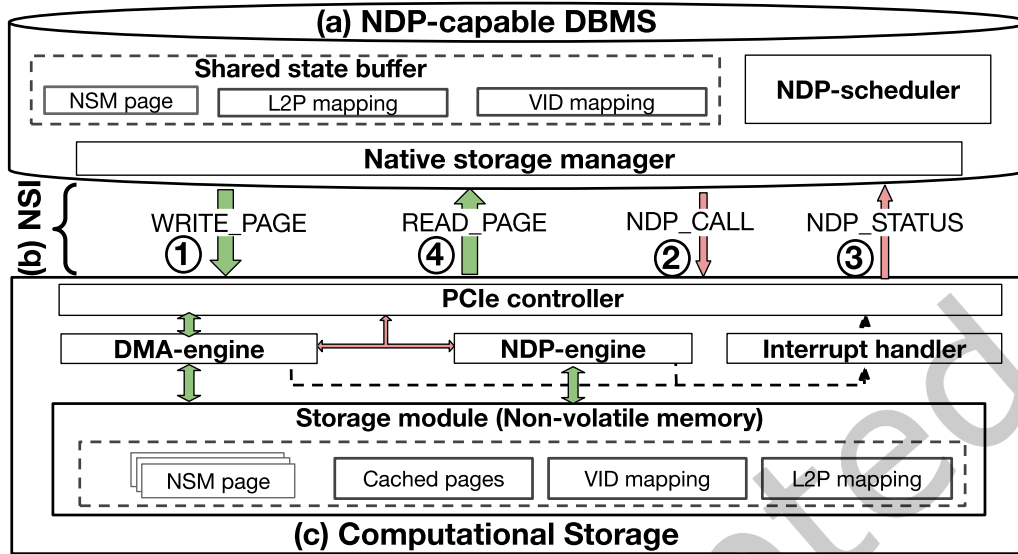 (a) NDP-capable DBMS
Shared state buffer
NSM page
L2P mapping
VID mapping
NDP-scheduler
Native storage manager
(b) NSI
WRITE_PAGE
READ_PAGE
NDP_CALL
NDP_STATUS
1
4
2
3
PCIe controller
DMA-engine
NDP-engine
Interrupt handler
Storage module (Non-volatile memory)
NSM page
Cached pages
VID mapping
L2P mapping
(c) Computational Storage